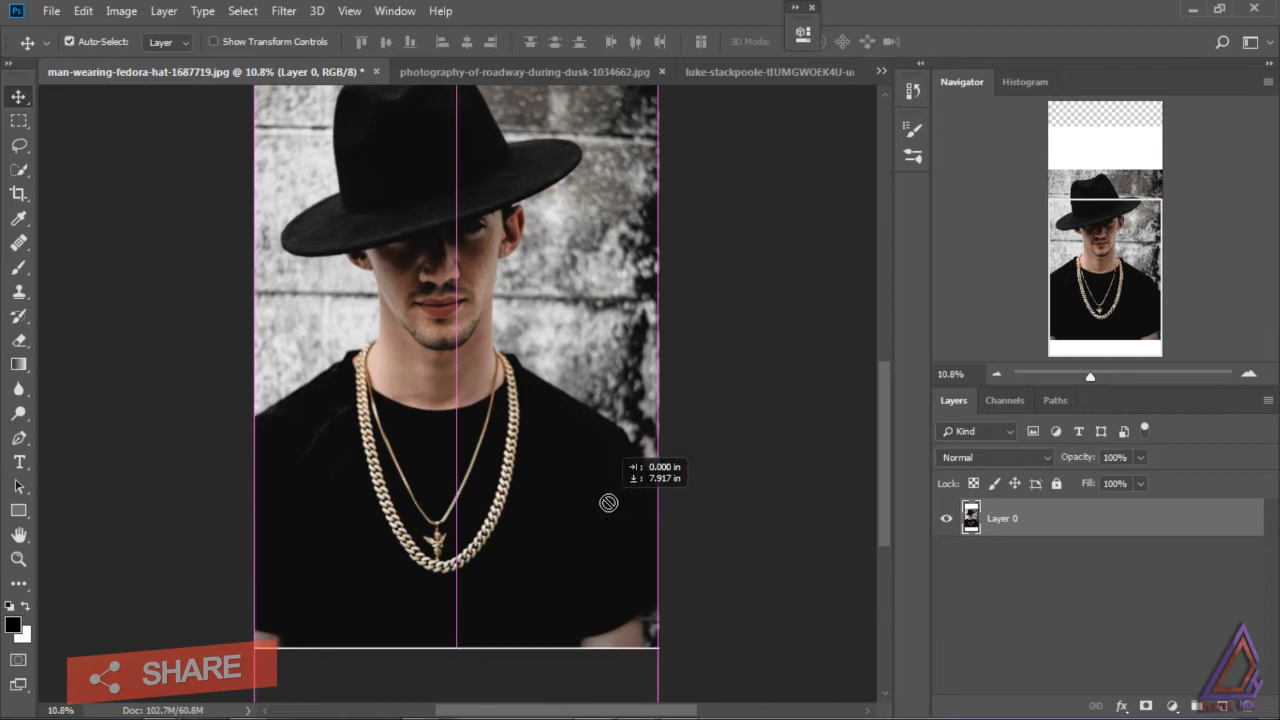 Ps File Edit Image Layer Type Select Filter 3D View Window Help
Auto-Select: Layer Show Transform Controls 3D Mode:
man-wearing-fedora-hat-1687719.jpg @ 10.8% (Layer 0, RGB/8) * photography-of-roadway-during-dusk-1034662.jpg luke-stackpoole-tIUMGWOEK4U-un
Navigator Histogram
10.8%
Layers Channels Paths
Kind
Normal Opacity: 100%
Lock: Fill: 100%
Layer 0
0.000 in
7.917 in
SHARE
10.8% Doc: 102.7M/60.8M